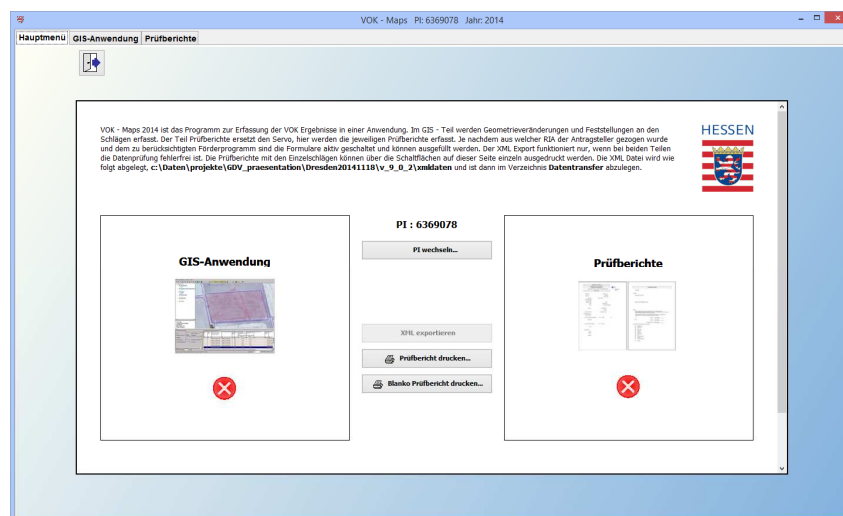 VOK - Maps PI: 6369078 Jahr: 2014
Hauptmenü GIS-Anwendung Prüfberichte
VOK - Maps 2014 ist das Programm zur Erfassung der VOK Ergebnisse in einer Anwendung. Im GIS - Teil werden Geometrieveränderungen und Feststellungen an den
Schlägen erfasst. Der Teil Prüfberichte ersetzt den Servo, hier werden die jeweiligen Prüfberichte erfasst. Je nachdem aus welcher RIA der Antragsteller gezogen wurde
und dem zu berücksichtigten Förderprogramm sind die Formulare aktiv geschaltet und können ausgefüllt werden. Der XML Export funktioniert nur, wenn bei beiden Teilen
die Datenprüfung fehlerfrei ist. Die Prüfberichte mit den Einzelschlägen können über die Schaltflächen auf dieser Seite einzeln ausgedruckt werden. Die XML Datei wird wie
folgt abgelegt, c:\Daten\projekte\GDV_praesentation\Dresden20141118\v_9_0_2\xmldaten und ist dann im Verzeichnis Datentransfer abzulegen.
HESSEN
PI : 6369078
PI wechseln...
GIS-Anwendung
Prüfberichte
XML exportieren
Prüfbericht drucken...
Blanko Prüfbericht drucken...